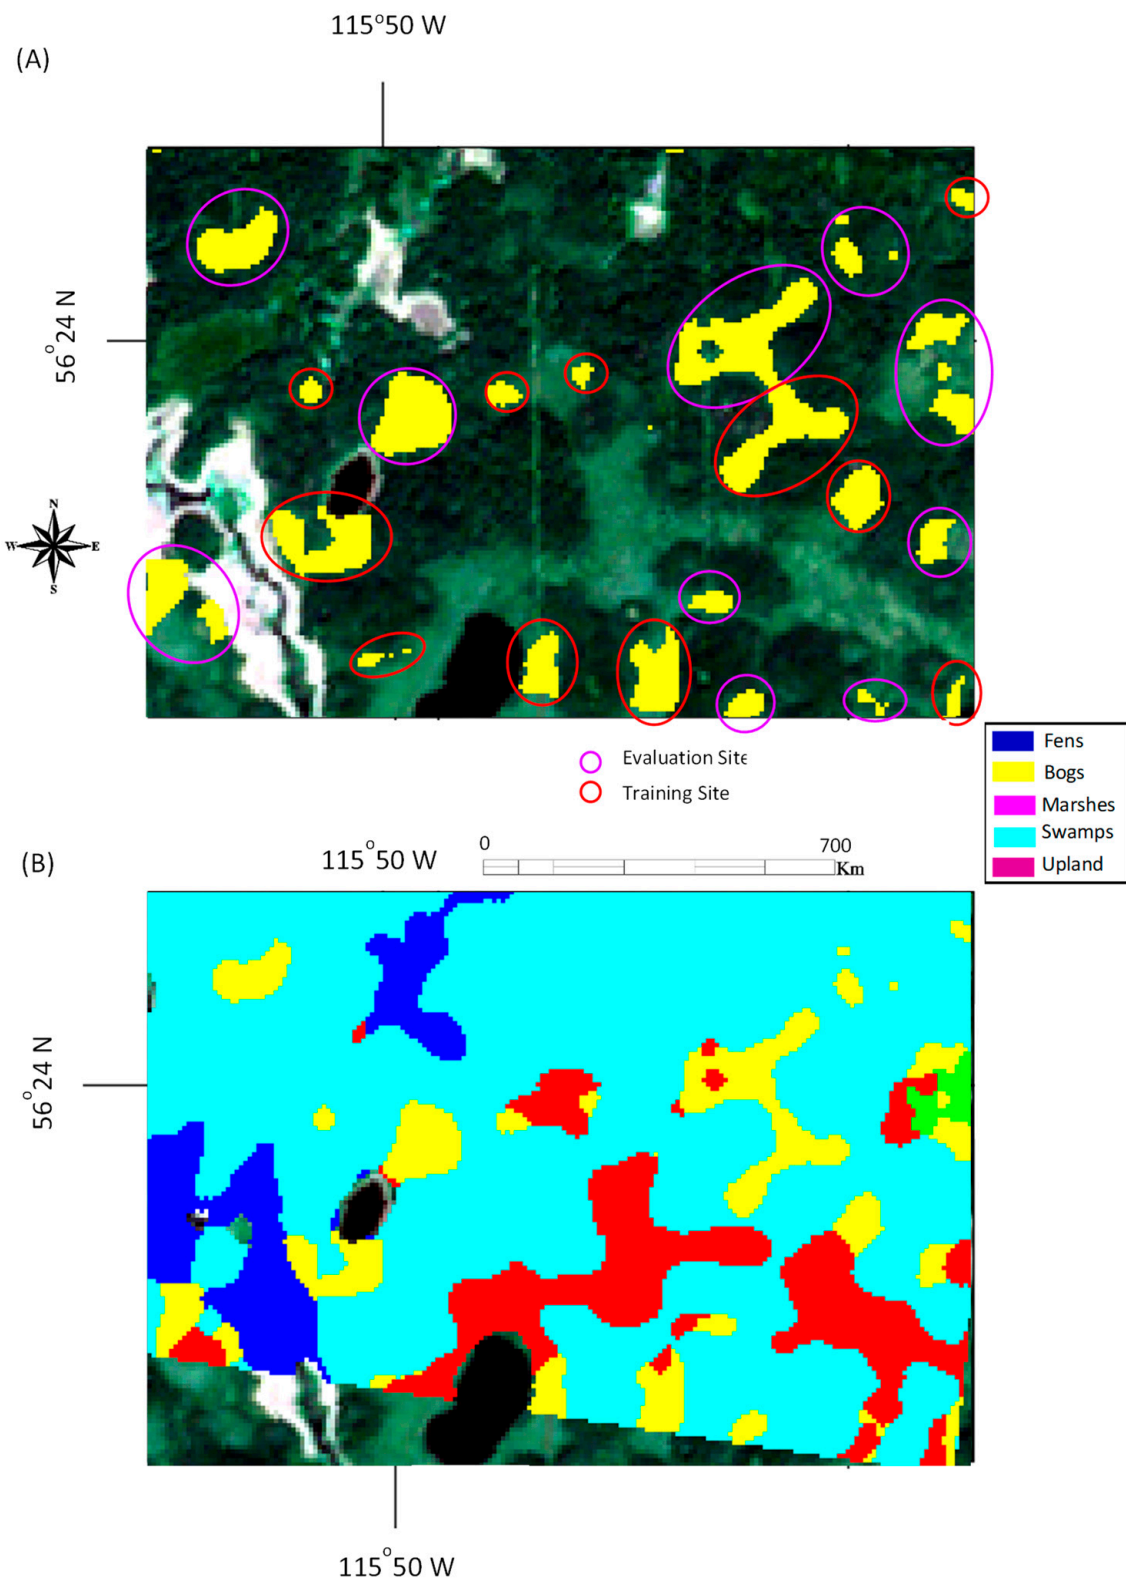 115°50 W
(A)
56° 24 N
N
W E
S
Evaluation Site
Training Site
Fens
Bogs
Marshes
Swamps
Upland
(B)
115°50 W
0 700
Km
56° 24 N
115°50 W